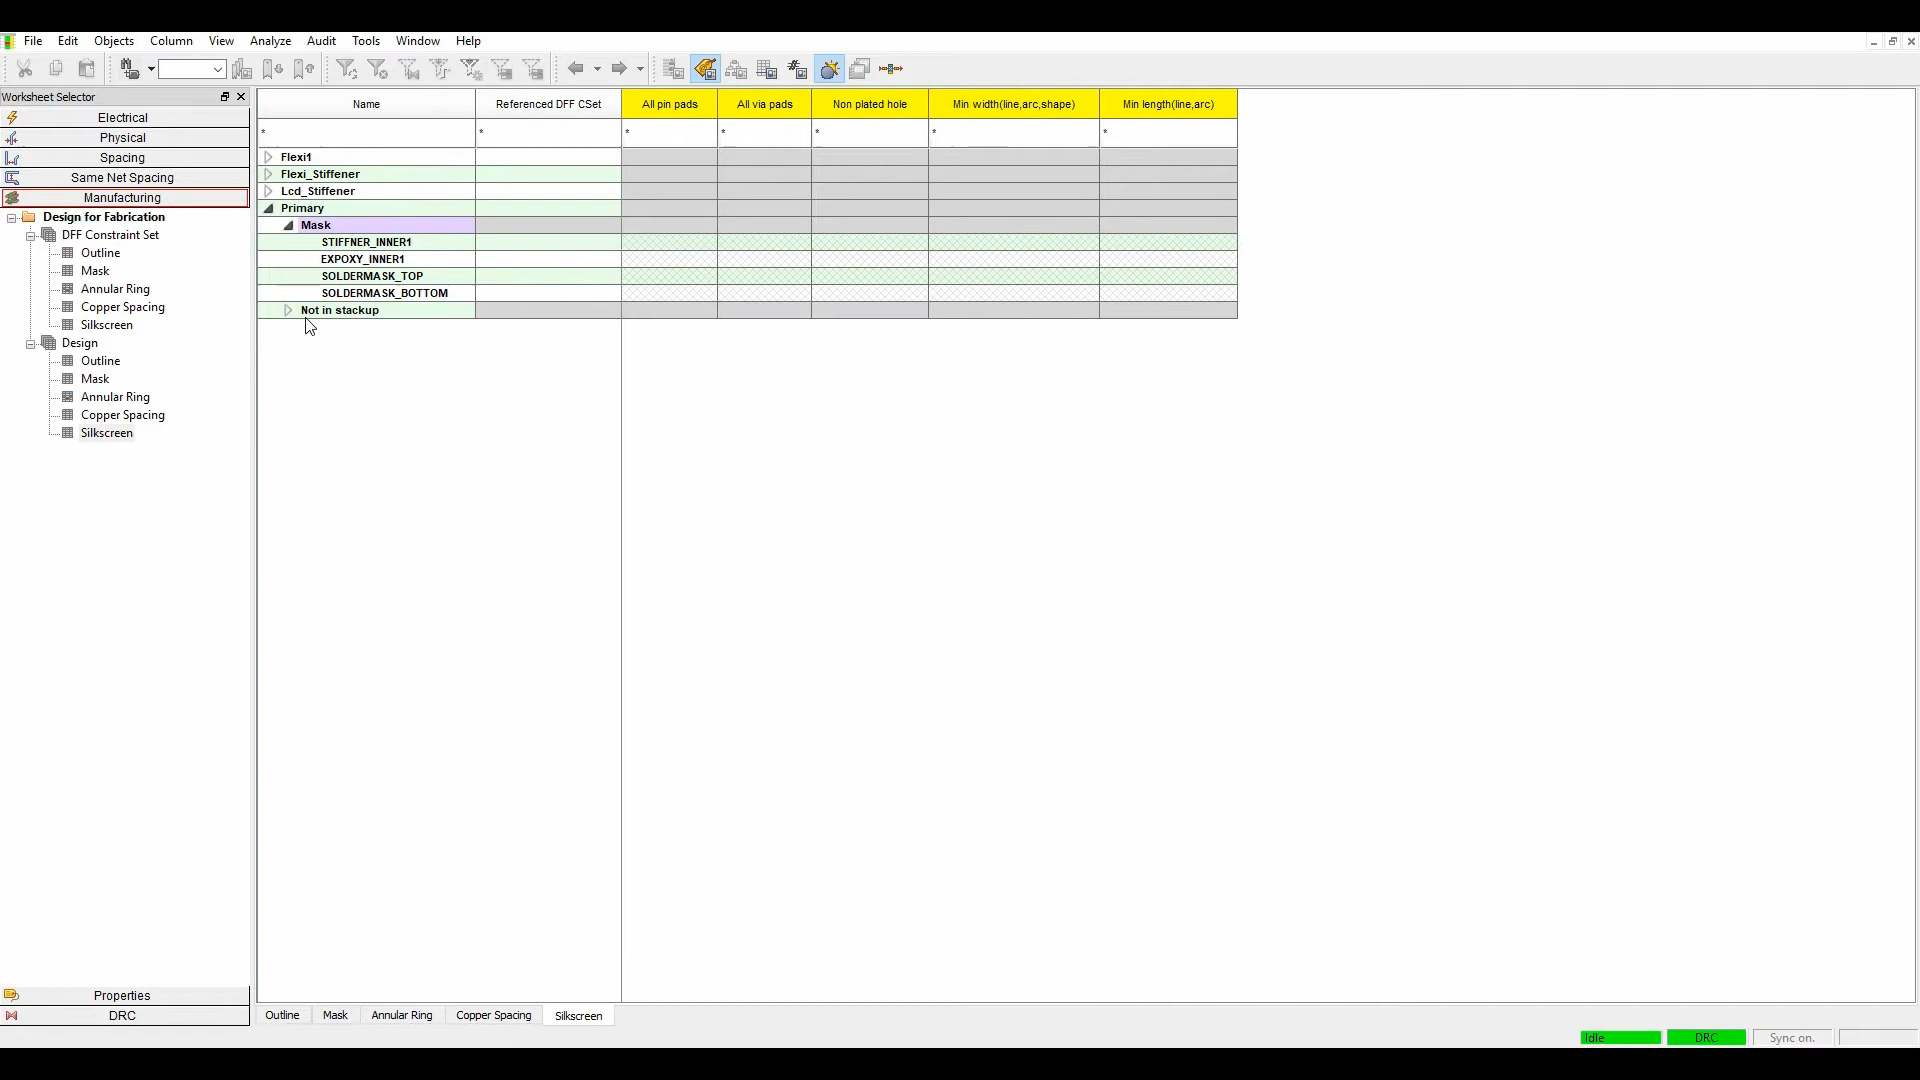 File Edit Objects Column View Analyze Audit Tools Window Help
Worksheet Selector
Electrical
Physical
Spacing
Same Net Spacing
Manufacturing
Design for Fabrication
DFF Constraint Set
Outline
Mask
Annular Ring
Copper Spacing
Silkscreen
Design
Outline
Mask
Annular Ring
Copper Spacing
Silkscreen
Properties
DRC
Name Referenced DFF CSet All pin pads All via pads Non plated hole Min width(line,arc,shape) Min length(line,arc)
* * * * * * *
Flexi1
Flexi_Stiffener
Lcd_Stiffener
Primary
Mask
STIFFNER_INNER1
EXPOXY_INNER1
SOLDERMASK_TOP
SOLDERMASK_BOTTOM
Not in stackup
Outline Mask Annular Ring Copper Spacing Silkscreen
Idle DRC Sync on.